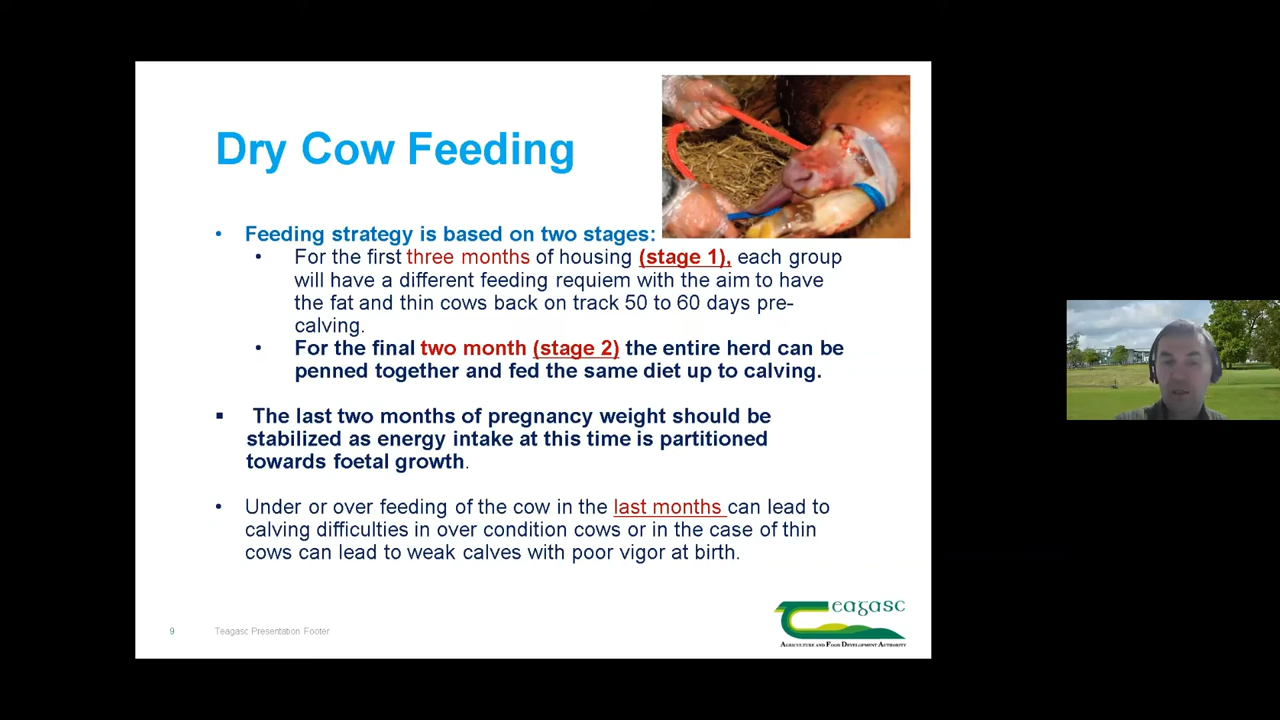 Dry Cow Feeding
• Feeding strategy is based on two stages:
• For the first three months of housing (stage 1), each group
will have a different feeding requiem with the aim to have
the fat and thin cows back on track 50 to 60 days pre-
calving.
• For the final two month (stage 2) the entire herd can be
penned together and fed the same diet up to calving.
▪ The last two months of pregnancy weight should be
stabilized as energy intake at this time is partitioned
towards foetal growth.
• Under or over feeding of the cow in the last months can lead to
calving difficulties in over condition cows or in the case of thin
cows can lead to weak calves with poor vigor at birth.
9 Teagasc Presentation Footer
Teagasc
Agriculture and Food Development Authority